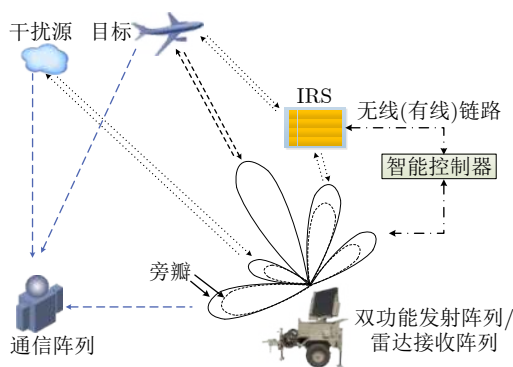 干扰源
目标
IRS
无线(有线)链路
智能控制器
旁瓣
通信阵列
双功能发射阵列/
雷达接收阵列